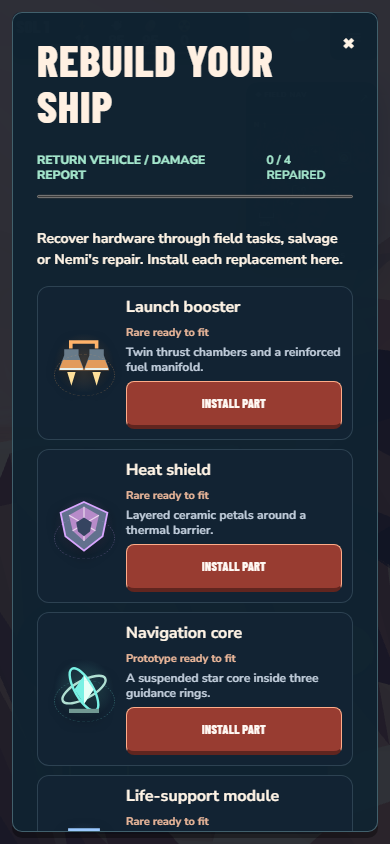 REBUILD YOUR
SHIP
✖
RETURN VEHICLE / DAMAGE
REPORT
0 / 4
REPAIRED
Recover hardware through field tasks, salvage
or Nemi's repair. Install each replacement here.
Launch booster
Rare ready to fit
Twin thrust chambers and a reinforced
fuel manifold.
INSTALL PART
Heat shield
Rare ready to fit
Layered ceramic petals around a
thermal barrier.
INSTALL PART
Navigation core
Prototype ready to fit
A suspended star core inside three
guidance rings.
INSTALL PART
Life-support module
Rare ready to fit